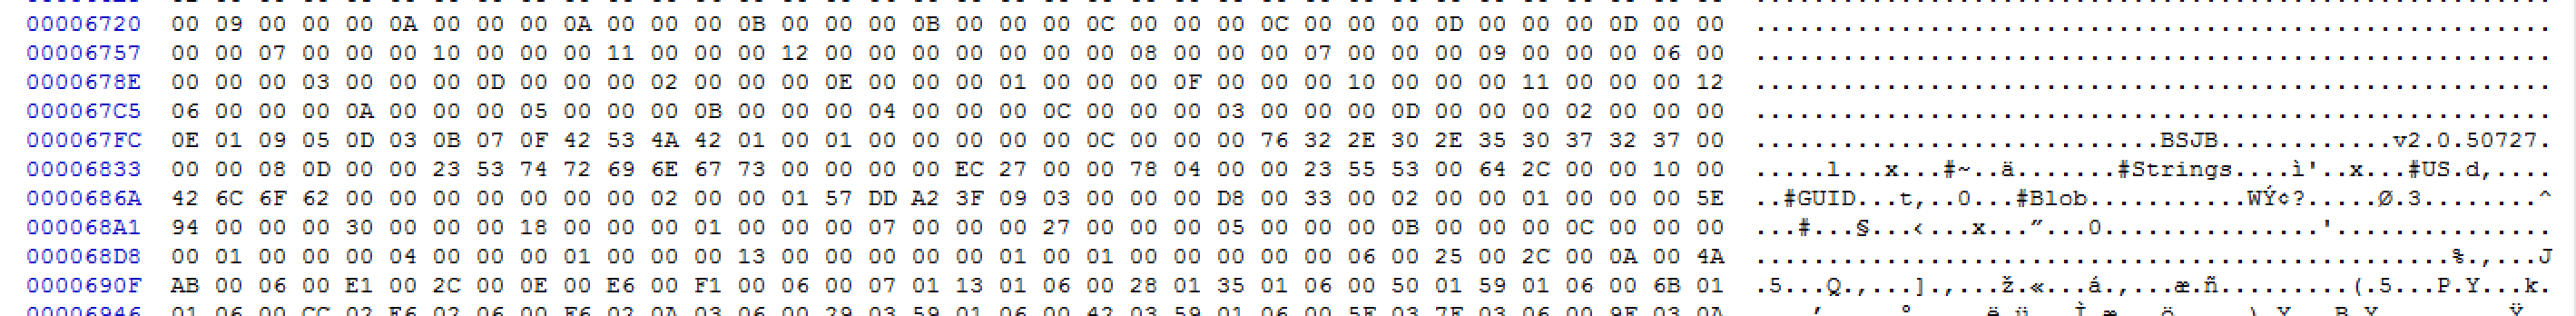 00006720 00 09 00 00 00 0A 00 00 00 0A 00 00 00 0B 00 00 00 0B 00 00 00 0C 00 00 00 0C 00 00 00 0D 00 00 00 0D 00 00 .......................................................
00006757 00 00 07 00 00 00 10 00 00 00 11 00 00 00 12 00 00 00 00 00 00 00 08 00 00 00 07 00 00 00 09 00 00 00 06 00 .......................................................
0000678E 00 00 00 03 00 00 00 0D 00 00 00 02 00 00 00 0E 00 00 00 01 00 00 00 0F 00 00 00 10 00 00 00 11 00 00 00 12 .......................................................
000067C5 06 00 00 00 0A 00 00 00 05 00 00 00 0B 00 00 00 04 00 00 00 0C 00 00 00 03 00 00 00 0D 00 00 00 02 00 00 00 .......................................................
000067FC 0E 01 09 05 0D 03 0B 07 0F 42 53 4A 42 01 00 01 00 00 00 00 00 0C 00 00 00 76 32 2E 30 2E 35 30 37 32 37 00 ............................BSJB............v2.0.50727.
00006833 00 00 08 0D 00 00 23 53 74 72 69 6E 67 73 00 00 00 00 EC 27 00 00 78 04 00 00 23 55 53 00 64 2C 00 00 10 00 .....l...x...#~..ä.......#Strings....ì'..x...#US.d,....
0000686A 42 6C 6F 62 00 00 00 00 00 00 00 02 00 00 01 57 DD A2 3F 09 03 00 00 00 D8 00 33 00 02 00 00 01 00 00 00 5E ..#GUID...t,..0...#Blob...........WÝ¢?.....Ø.3........^
000068A1 94 00 00 00 30 00 00 00 18 00 00 00 01 00 00 00 07 00 00 00 27 00 00 00 05 00 00 00 0B 00 00 00 0C 00 00 00 ...#...§...‹...x...”...0...............'...............
000068D8 00 01 00 00 00 04 00 00 00 01 00 00 00 13 00 00 00 00 00 01 00 01 00 00 00 00 00 06 00 25 00 2C 00 0A 00 4A ................................................%.,...J
0000690F AB 00 06 00 E1 00 2C 00 0E 00 E6 00 F1 00 06 00 07 01 13 01 06 00 28 01 35 01 06 00 50 01 59 01 06 00 6B 01 .5...Q.,...].,...ž.«...á.,...æ.ñ.........(.5...P.Y...k.